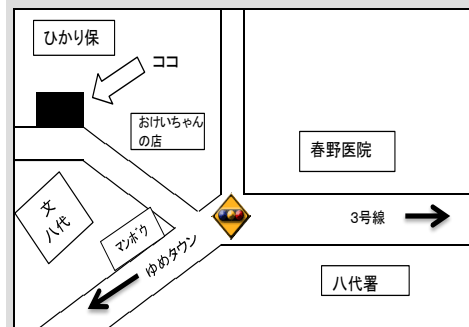 ひかり保
ココ
おけいちゃん
の店
春野医院
文
八代
マンボウ
ゆめタウン
3号線
八代署